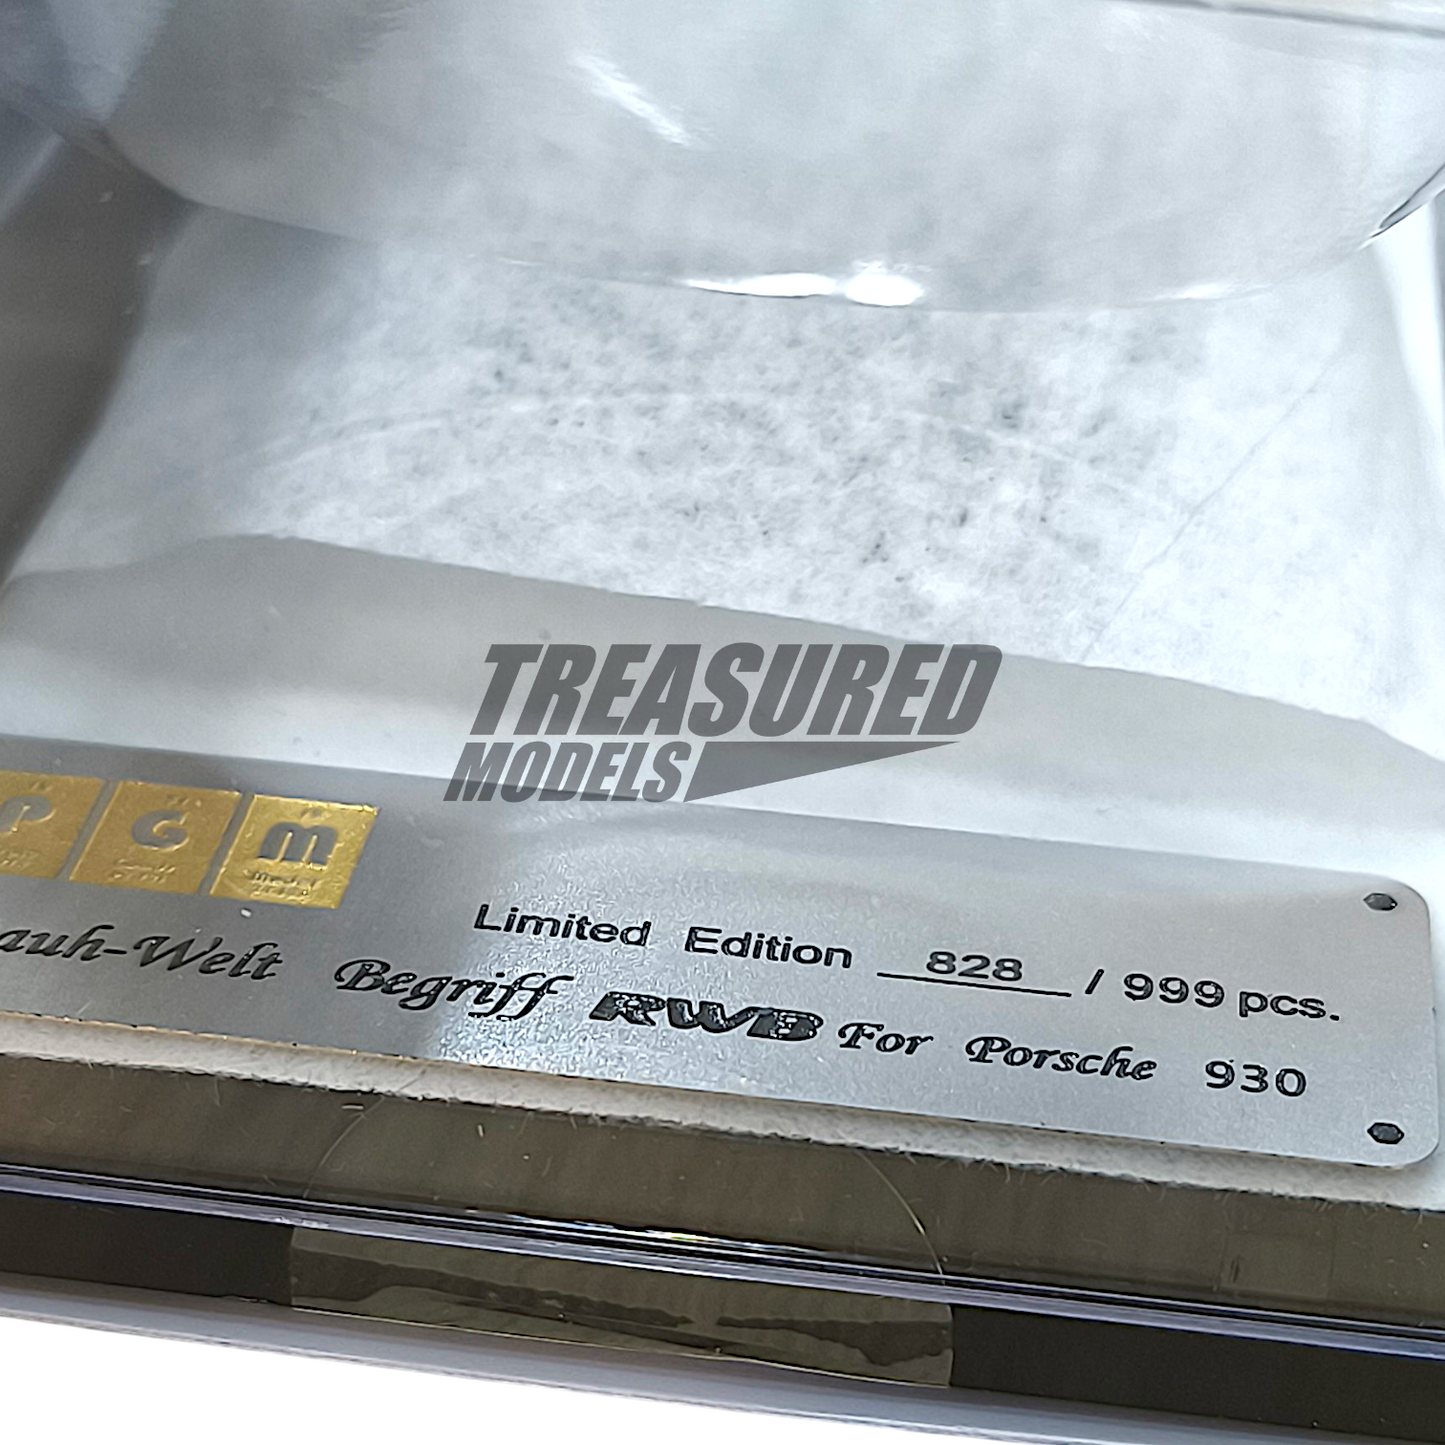 TREASURED
MODELS
P G m
Limited Edition 828 / 999 pcs.
auh-Welt Begriff RWB For Porsche 930